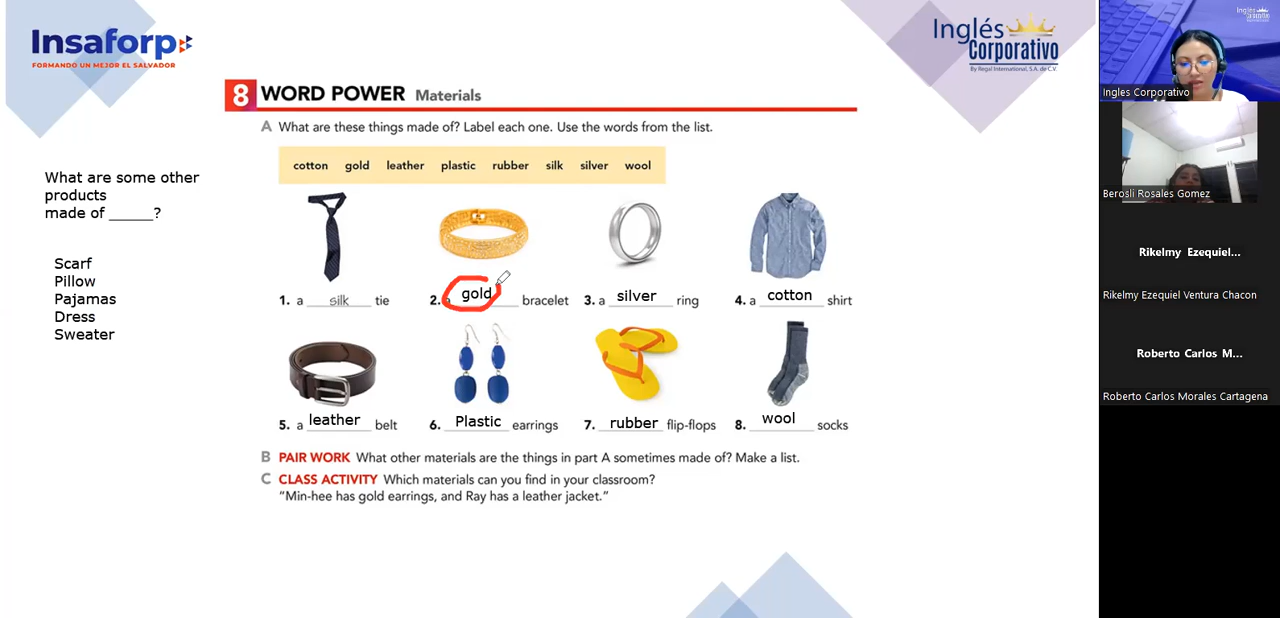 Insaforp
FORMANDO UN MEJOR EL SALVADOR
Inglés
Corporativo
By Regal International, S.A. de C.V.
8 WORD POWER Materials
A What are these things made of? Label each one. Use the words from the list.
cotton gold leather plastic rubber silk silver wool
What are some other
products
made of ______?
Scarf
Pillow
Pajamas
Dress
Sweater
1. a silk tie
2. a gold bracelet
3. a silver ring
4. a cotton shirt
5. a leather belt
6. Plastic earrings
7. rubber flip-flops
8. wool socks
B PAIR WORK What other materials are the things in part A sometimes made of? Make a list.
C CLASS ACTIVITY Which materials can you find in your classroom?
“Min-hee has gold earrings, and Ray has a leather jacket.”
Ingles Corporativo
Berosli Rosales Gomez
Rikelmy Ezequiel...
Rikelmy Ezequiel Ventura Chacon
Roberto Carlos M...
Roberto Carlos Morales Cartagena